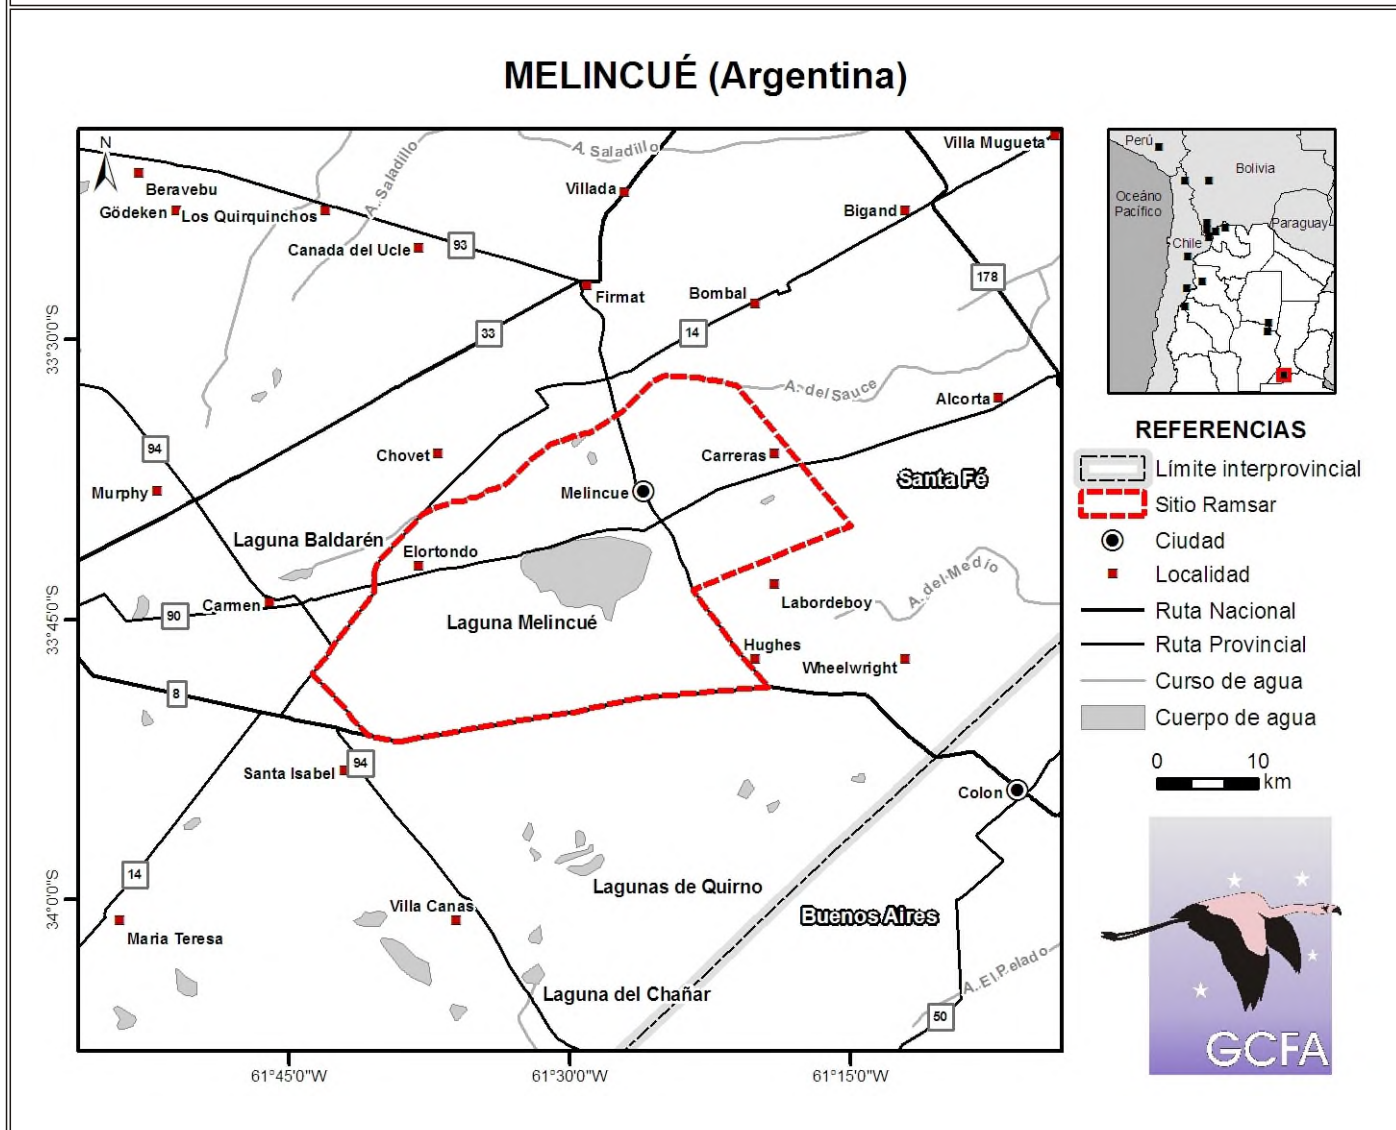 MELINCUÉ (Argentina)
N
Beravebu
Gödeken
Los Quirquinchos
Canada del Ucle
A. Saladillo
A. Saladillo
Villada
Villa Mugueta
Bigand
93
Firmat
Bombal
178
33
14
A. del Sauce
Alcorta
94
Chovet
Carreras
Santa Fé
Murphy
Melincue
Laguna Baldarén
Elortondo
Carmen
90
Laguna Melincué
Labordeboy
A. del Medío
Hughes
Wheelwright
8
Santa Isabel
94
Colon
14
Lagunas de Quirno
Villa Canas
Buenos Aires
Maria Teresa
Laguna del Chañar
A. El Pelado
50
33°30'0"S
33°45'0"S
34°0'0"S
61°45'0"W
61°30'0"W
61°15'0"W
Perú
Bolivia
Oceáno
Pacífico
Paraguay
Chile
REFERENCIAS
Límite interprovincial
Sitio Ramsar
Ciudad
Localidad
Ruta Nacional
Ruta Provincial
Curso de agua
Cuerpo de agua
0 10
km
GCFA